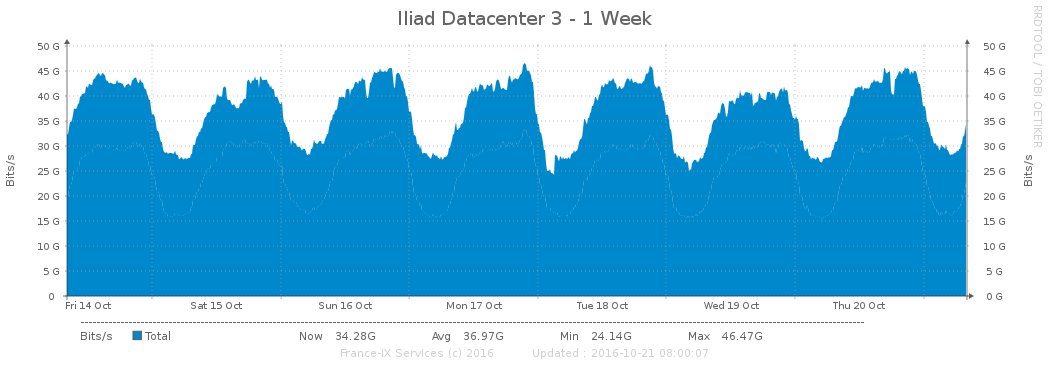 Iliad Datacenter 3 - 1 Week
RRDTOOL / TOBI OETIKER
Bits/s
50 G 50 G
45 G 45 G
40 G 40 G
35 G 35 G
30 G 30 G
25 G 25 G
20 G 20 G
15 G 15 G
10 G 10 G
5 G 5 G
0 0 G
Bits/s
Fri 14 Oct Sat 15 Oct Sun 16 Oct Mon 17 Oct Tue 18 Oct Wed 19 Oct Thu 20 Oct
Bits/s Total Now 34.28G Avg 36.97G Min 24.14G Max 46.47G
France-IX Services (c) 2016 Updated : 2016-10-21 08:00:07